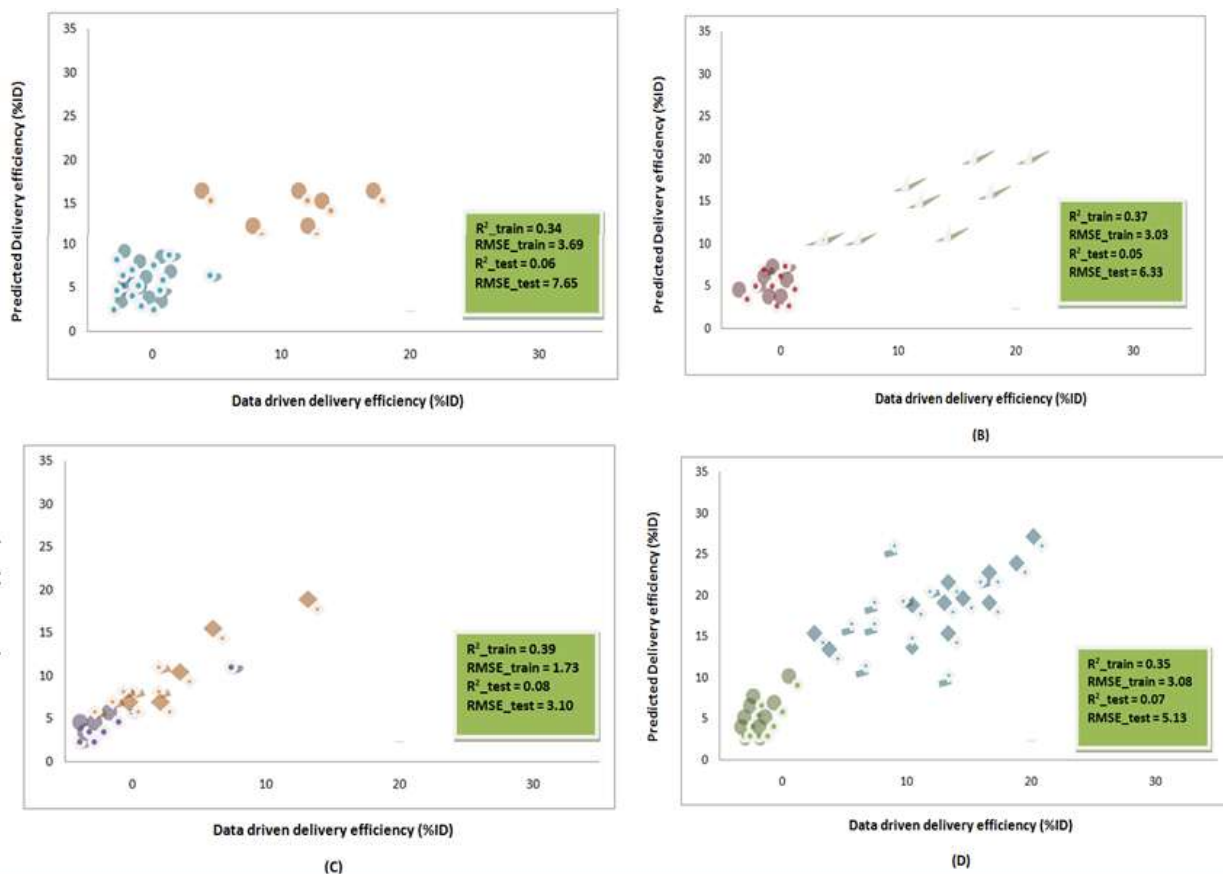 35
30
25
20
15
10
5
0
Predicted Delivery efficiency (%ID)
R²_train = 0.34
RMSE_train = 3.69
R²_test = 0.06
RMSE_test = 7.65
0 10 20 30
Data driven delivery efficiency (%ID)
35
30
25
20
15
10
5
0
Predicted Delivery efficiency (%ID)
R²_train = 0.37
RMSE_train = 3.03
R²_test = 0.05
RMSE_test = 6.33
0 10 20 30
Data driven delivery efficiency (%ID)
(B)
35
30
25
20
15
10
5
0
R²_train = 0.39
RMSE_train = 1.73
R²_test = 0.08
RMSE_test = 3.10
0 10 20 30
Data driven delivery efficiency (%ID)
(C)
35
30
25
20
15
10
5
0
Predicted Delivery efficiency (%ID)
R²_train = 0.35
RMSE_train = 3.08
R²_test = 0.07
RMSE_test = 5.13
0 10 20 30
Data driven delivery efficiency (%ID)
(D)